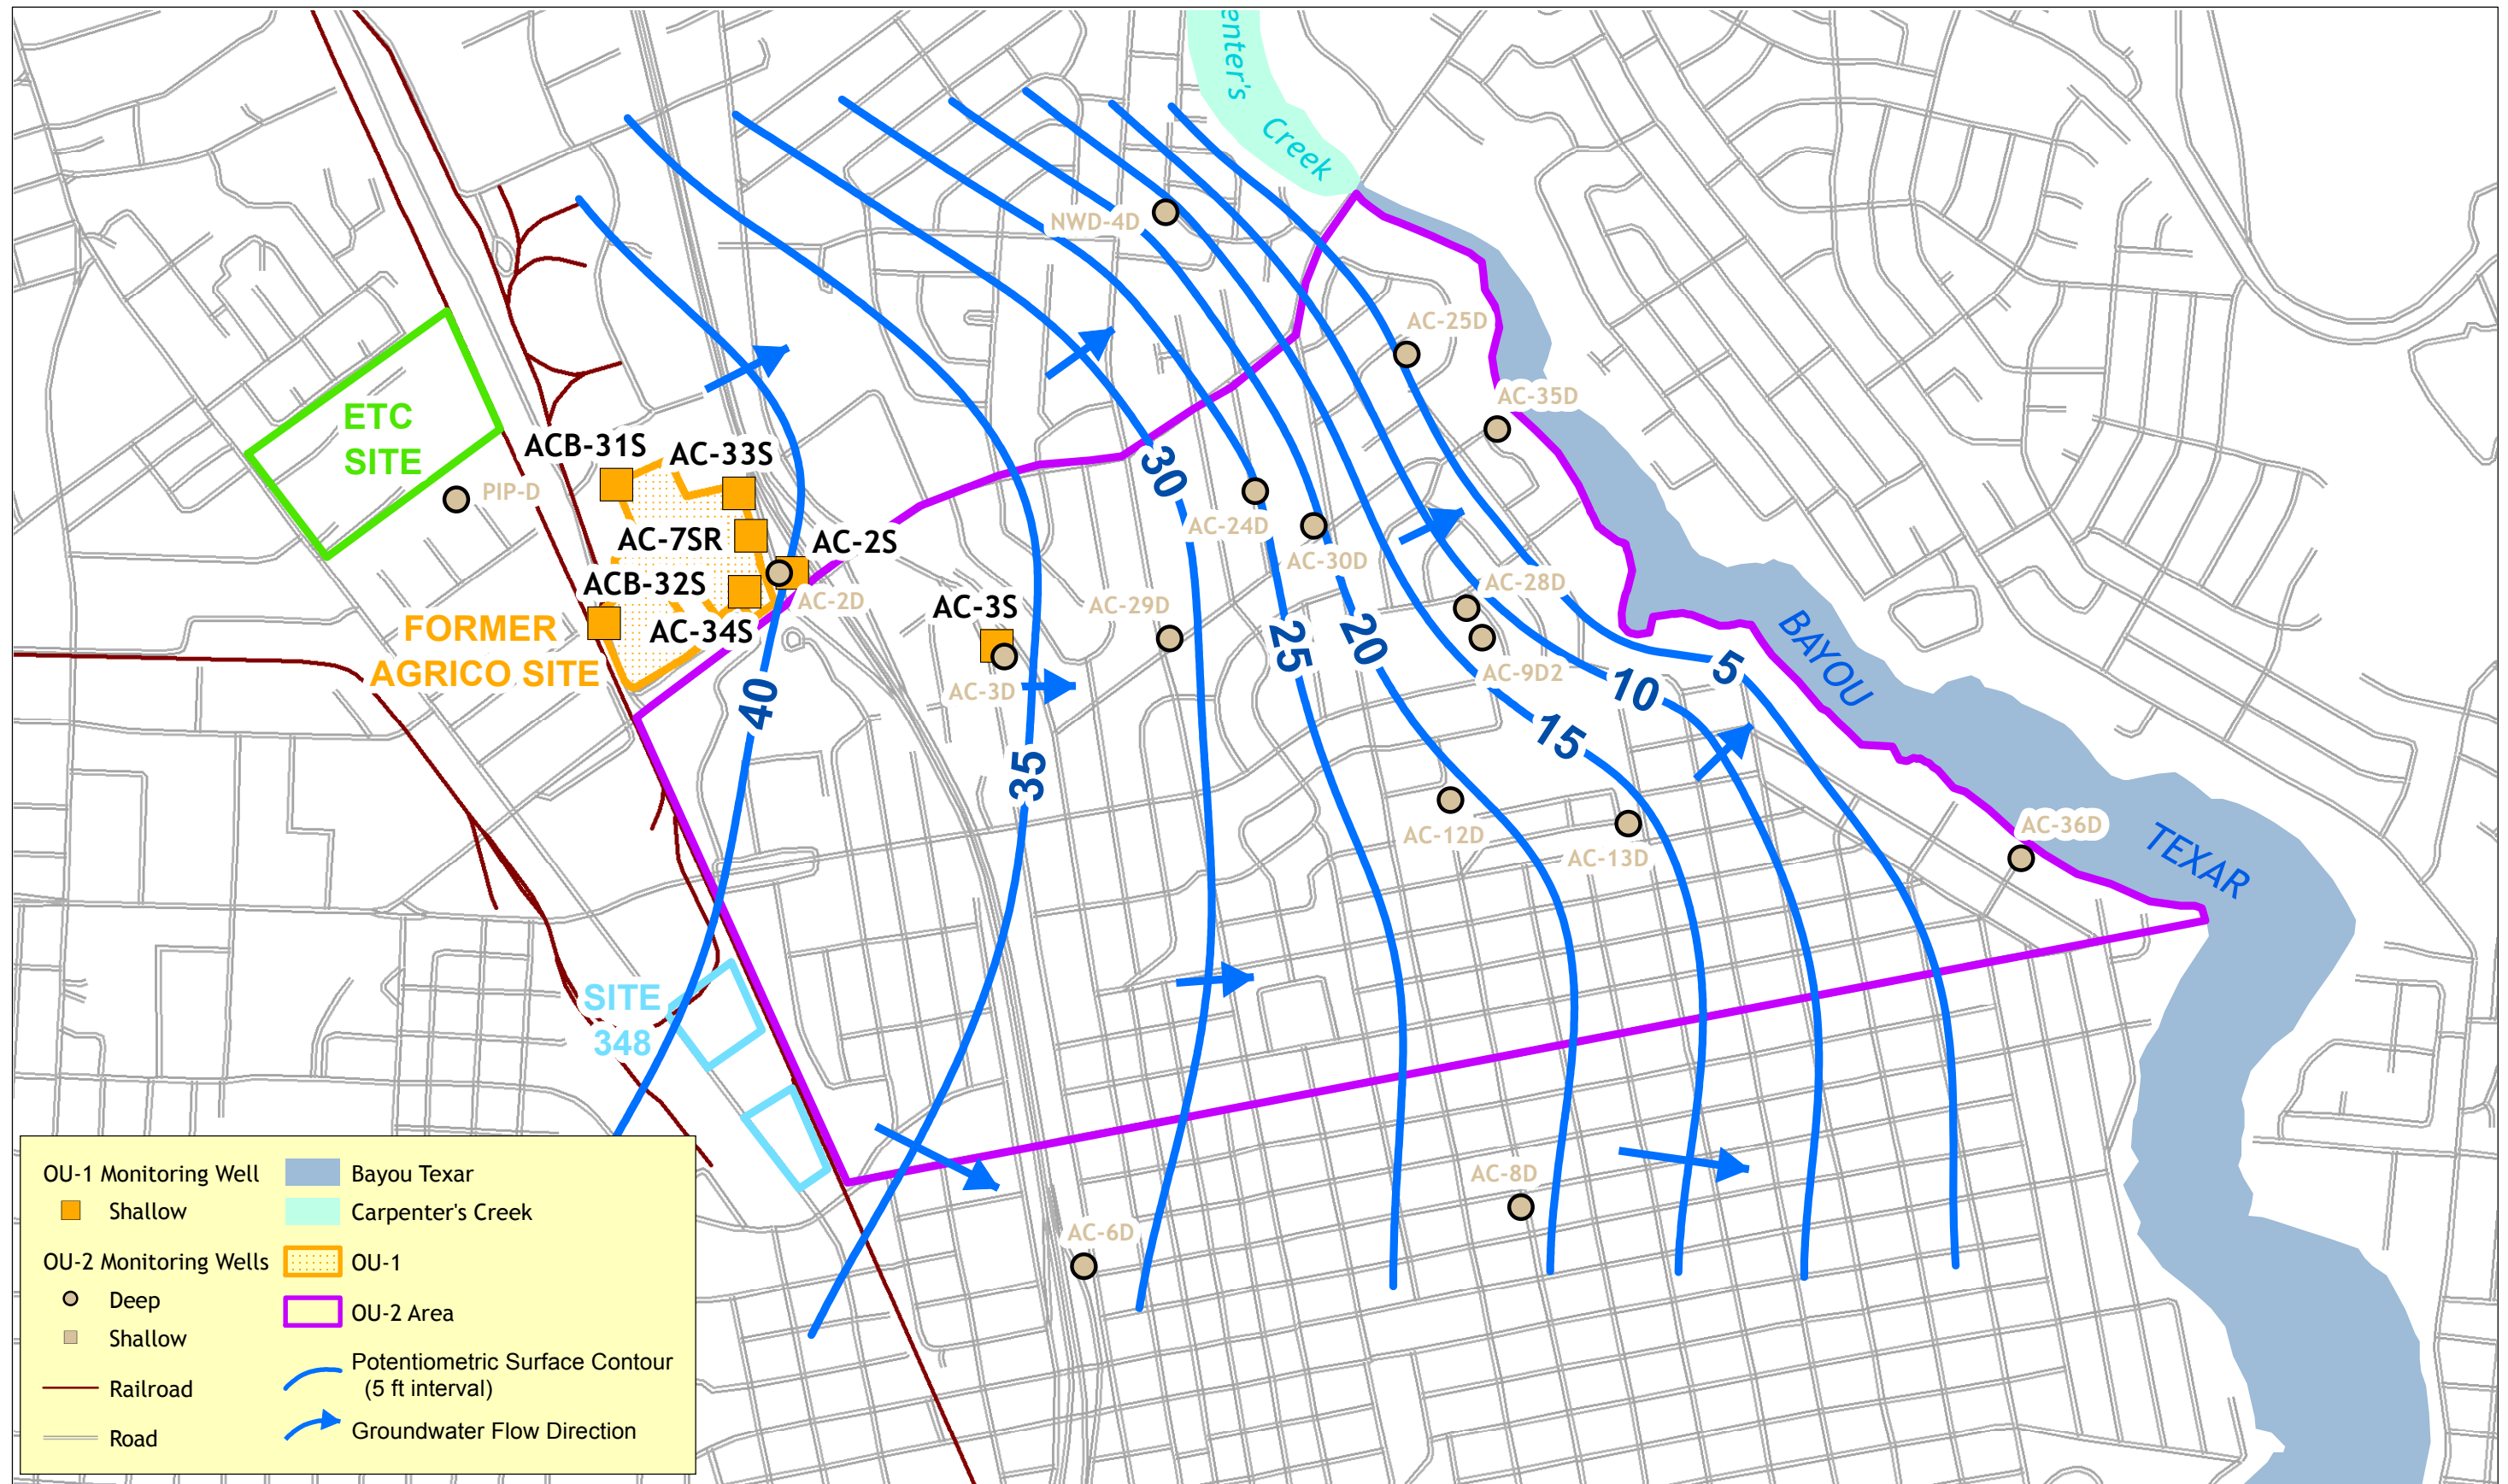 enter's
Creek
NWD-4D
AC-25D
AC-35D
ETC
SITE
PIP-D
ACB-31S
AC-33S
AC-7SR
AC-2S
ACB-32S
AC-2D
AC-34S
FORMER
AGRICO SITE
AC-3S
AC-3D
AC-29D
AC-24D
AC-30D
AC-28D
AC-9D2
30
25
20
40
35
15
10
5
BAYOU
TEXAR
AC-12D
AC-13D
AC-36D
SITE
348
AC-8D
AC-6D
OU-1 Monitoring Well
Shallow
OU-2 Monitoring Wells
Deep
Shallow
Railroad
Road
Bayou Texar
Carpenter's Creek
OU-1
OU-2 Area
Potentiometric Surface Contour
(5 ft interval)
Groundwater Flow Direction